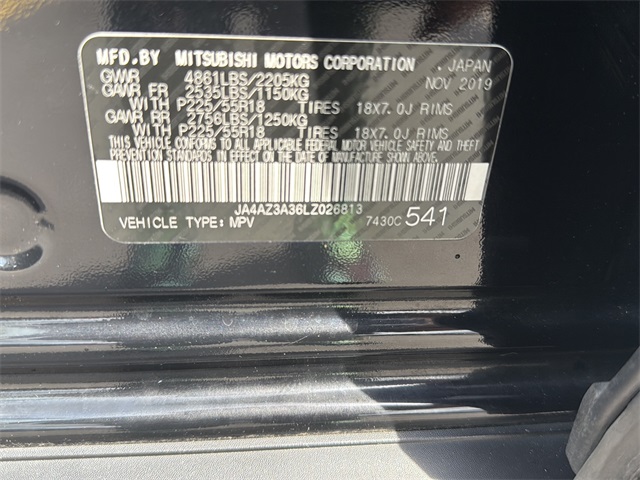 MFD.BY MITSUBISHI MOTORS CORPORATION JAPAN
GVWR 4861LBS/2205KG NOV 2019
GAWR FR 2535LBS/1150KG
WITH P225/55R18 TIRES 18X7.0J RIMS
GAWR RR 2756LBS/1250KG
WITH P225/55R18 TIRES 18X7.0J RIMS
THIS VEHICLE CONFORMS TO ALL APPLICABLE FEDERAL MOTOR VEHICLE SAFETY AND THEFT
PREVENTION STANDARDS IN EFFECT ON THE DATE OF MANUFACTURE SHOWN ABOVE.
JA4AZ3A36LZ026813
VEHICLE TYPE: MPV 7430C 541